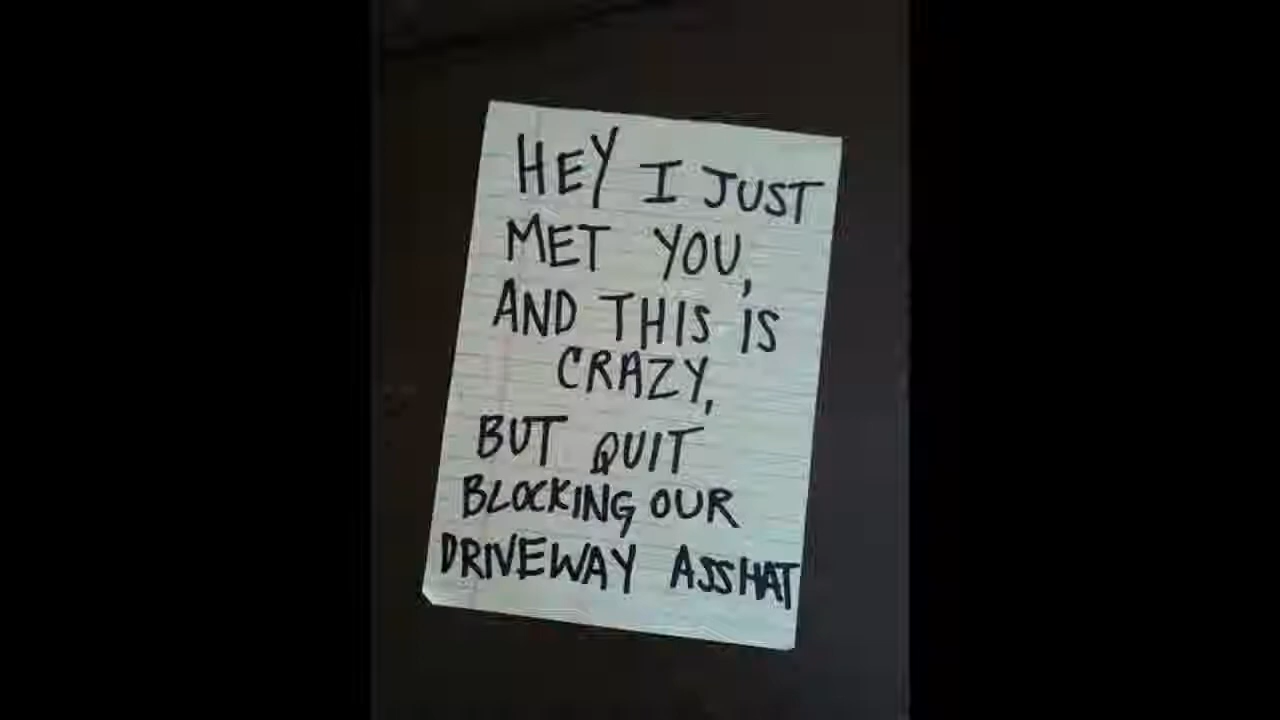 HEY I JUST
MET YOU,
AND THIS IS
CRAZY,
BUT QUIT
BLOCKING OUR
DRIVEWAY ASSHAT